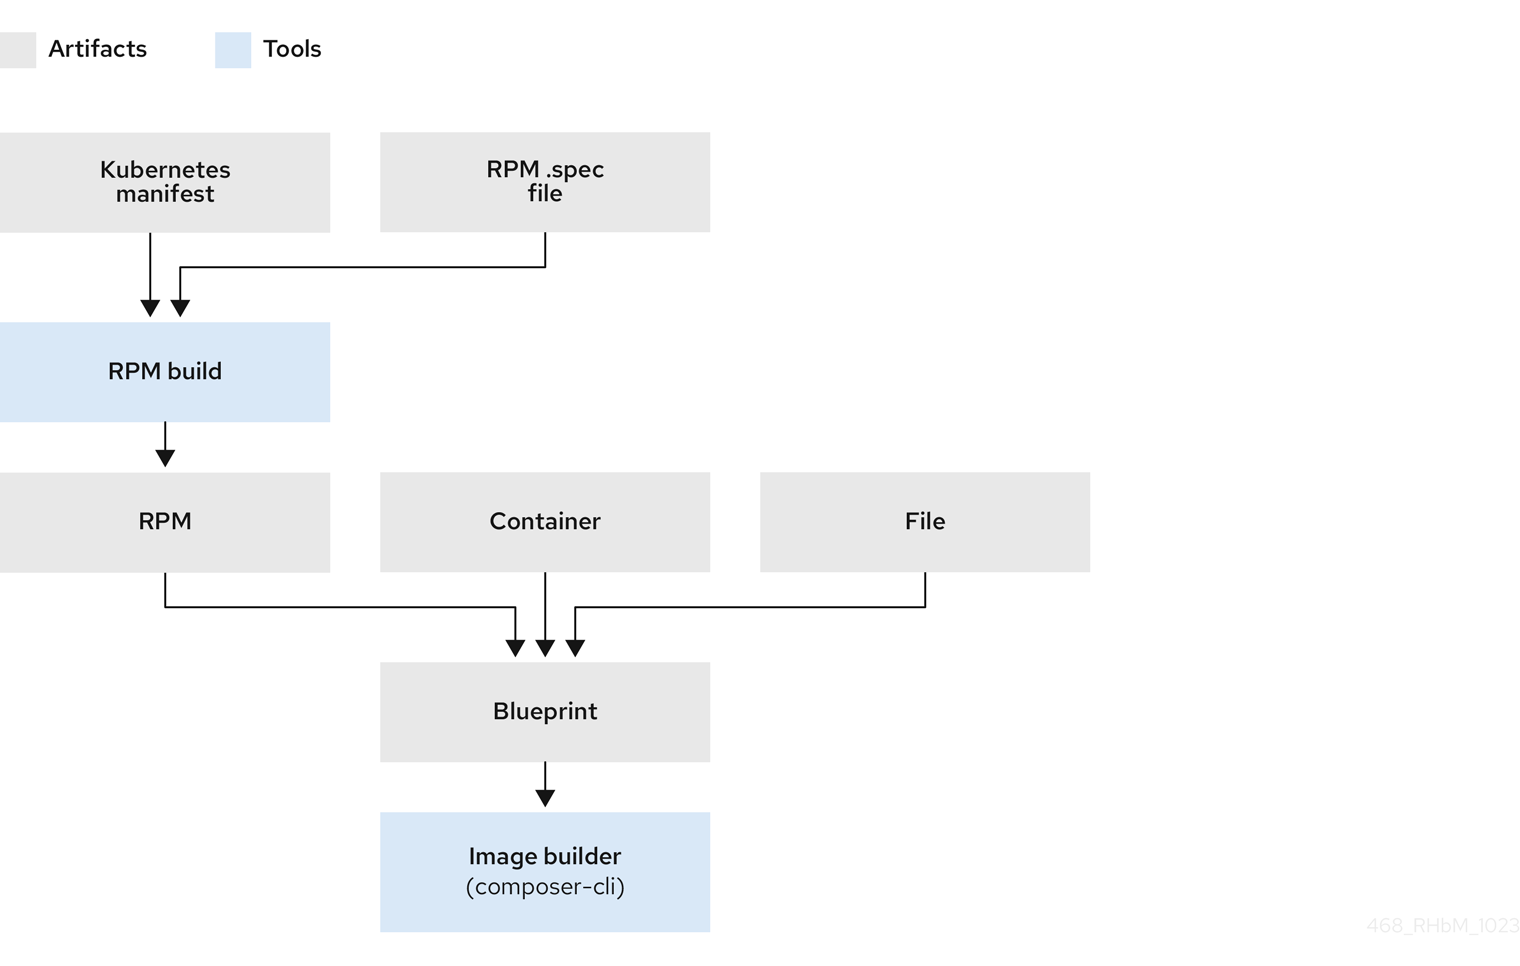 Artifacts
Tools
Kubernetes
manifest
RPM .spec
file
RPM build
RPM
Container
File
Blueprint
Image builder
(composer-cli)
468_RHbM_1023